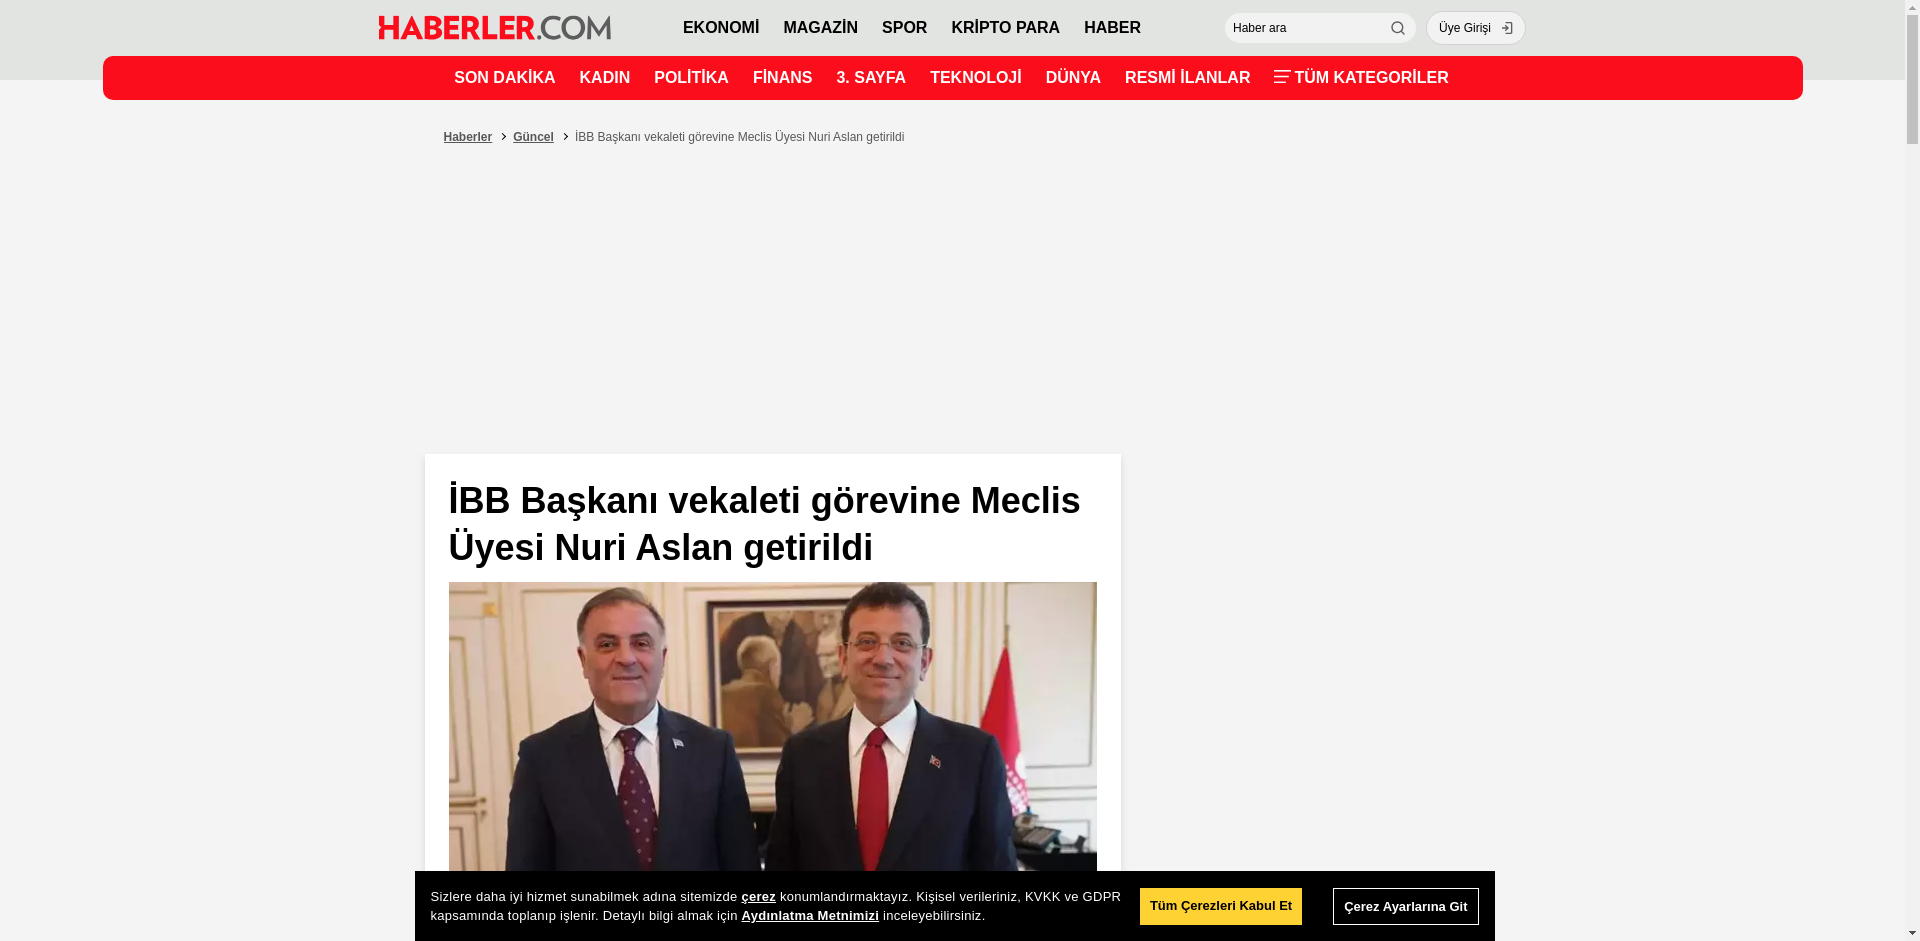 HABERLER.COM
EKONOMİ MAGAZİN SPOR KRİPTO PARA HABER
Haber ara
Üye Girişi
SON DAKİKA KADIN POLİTİKA FİNANS 3. SAYFA TEKNOLOJİ DÜNYA RESMİ İLANLAR TÜM KATEGORİLER
Haberler > Güncel > İBB Başkanı vekaleti görevine Meclis Üyesi Nuri Aslan getirildi
İBB Başkanı vekaleti görevine Meclis
Üyesi Nuri Aslan getirildi
Sizlere daha iyi hizmet sunabilmek adına sitemizde çerez konumlandırmaktayız. Kişisel verileriniz, KVKK ve GDPR
kapsamında toplanıp işlenir. Detaylı bilgi almak için Aydınlatma Metnimizi inceleyebilirsiniz.
Tüm Çerezleri Kabul Et
Çerez Ayarlarına Git